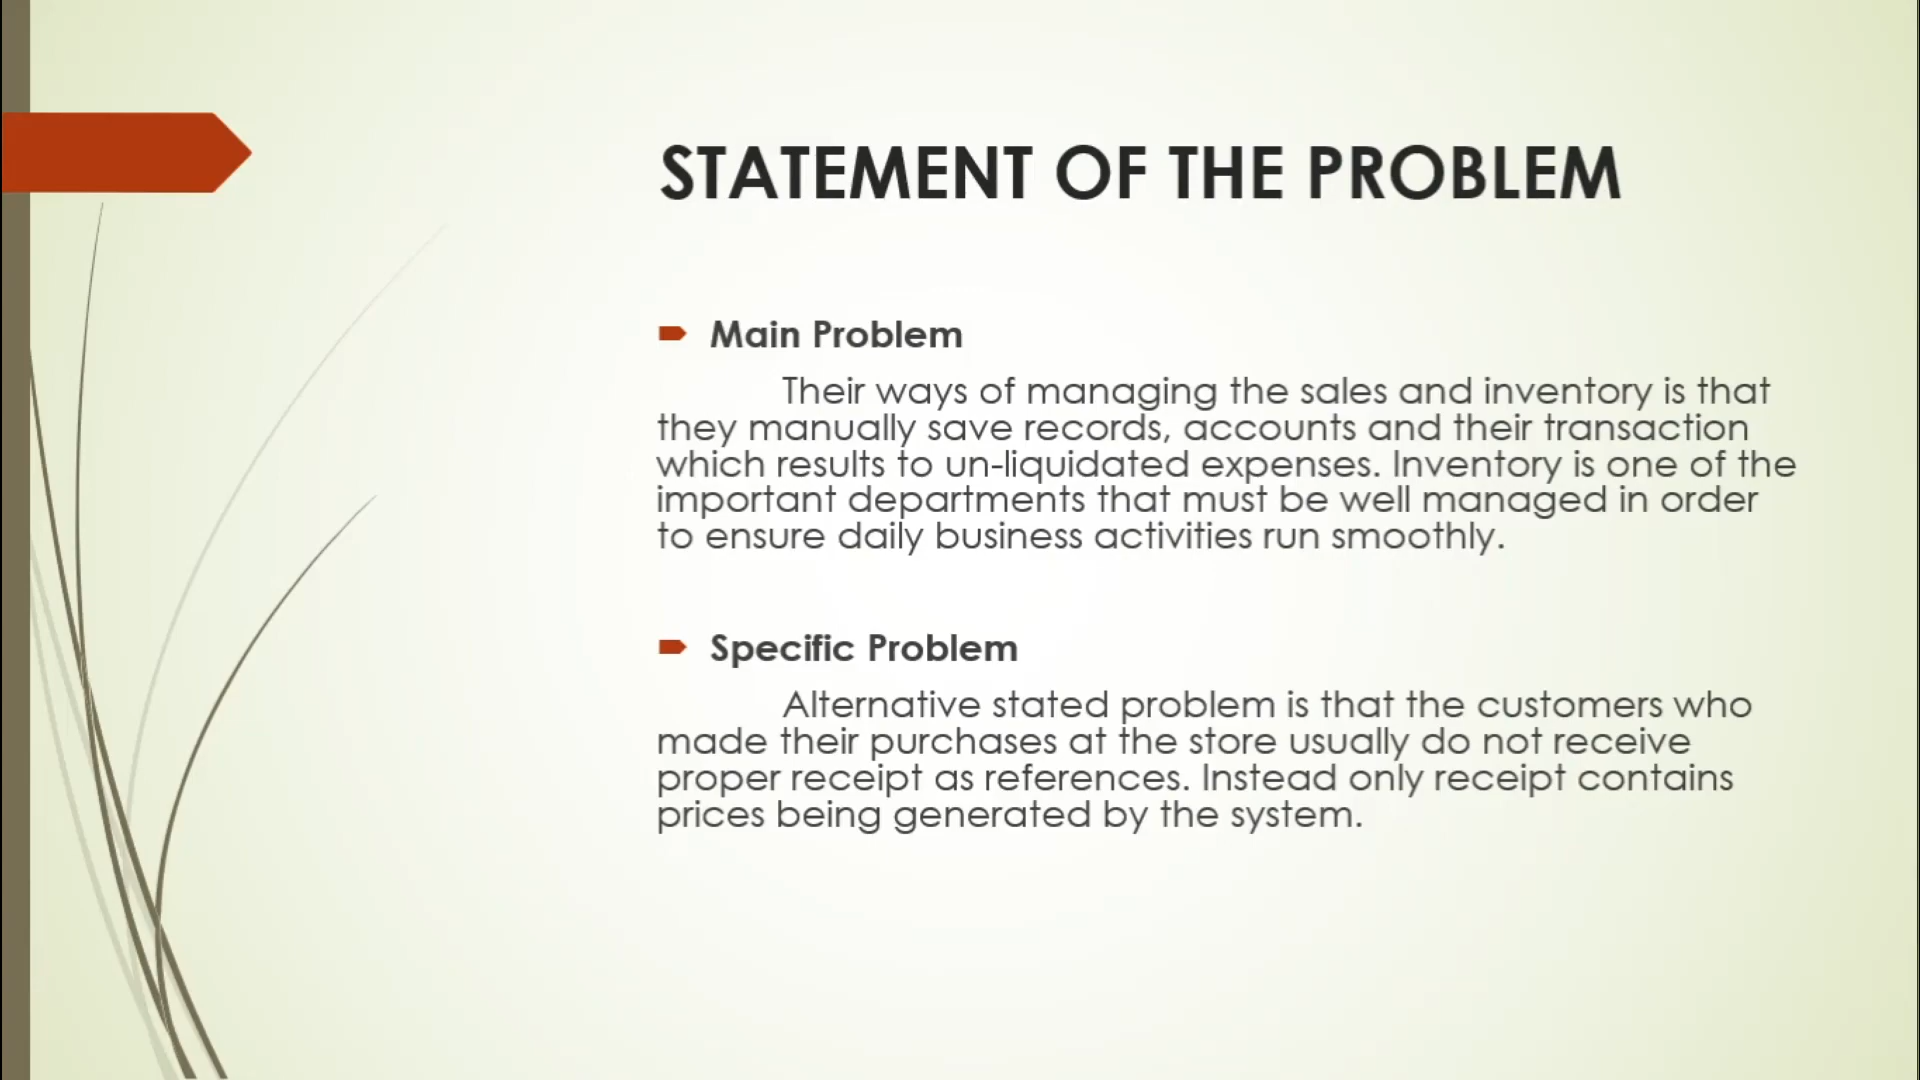 STATEMENT OF THE PROBLEM
Main Problem
Their ways of managing the sales and inventory is that
they manually save records, accounts and their transaction
which results to un-liquidated expenses. Inventory is one of the
important departments that must be well managed in order
to ensure daily business activities run smoothly.
Specific Problem
Alternative stated problem is that the customers who
made their purchases at the store usually do not receive
proper receipt as references. Instead only receipt contains
prices being generated by the system.